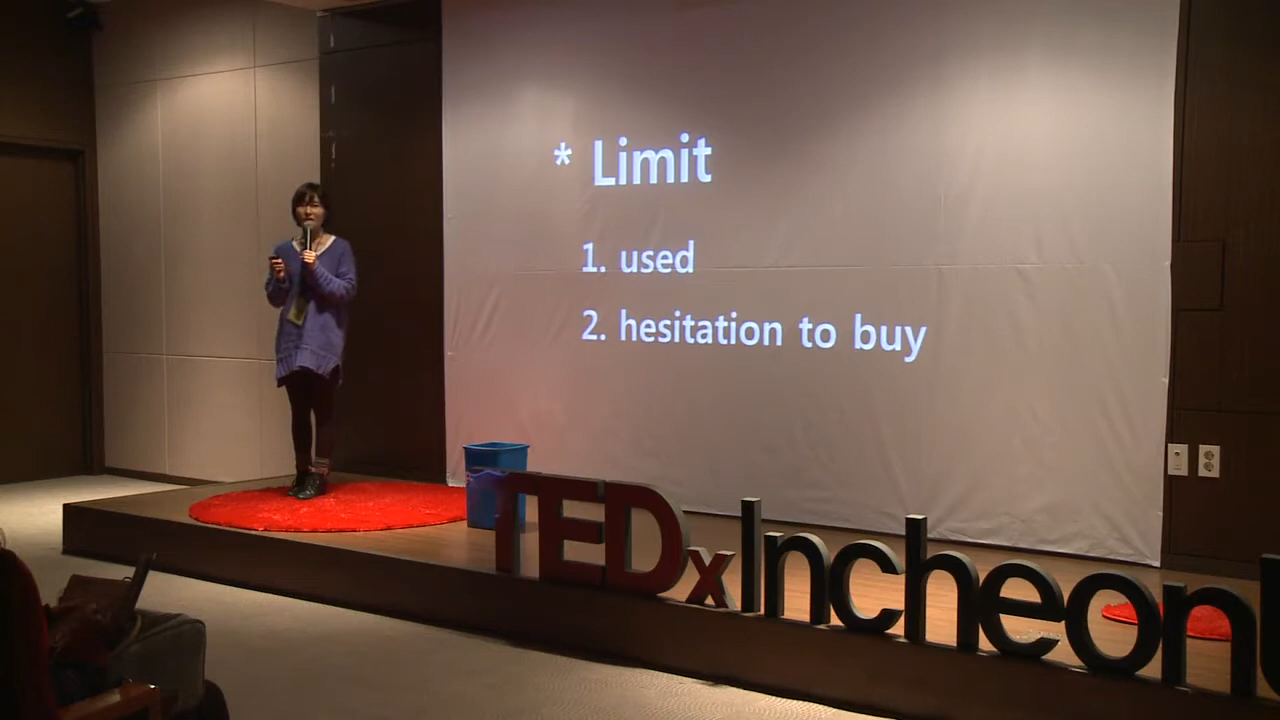 * Limit
1. used
2. hesitation to buy
TEDxIncheon